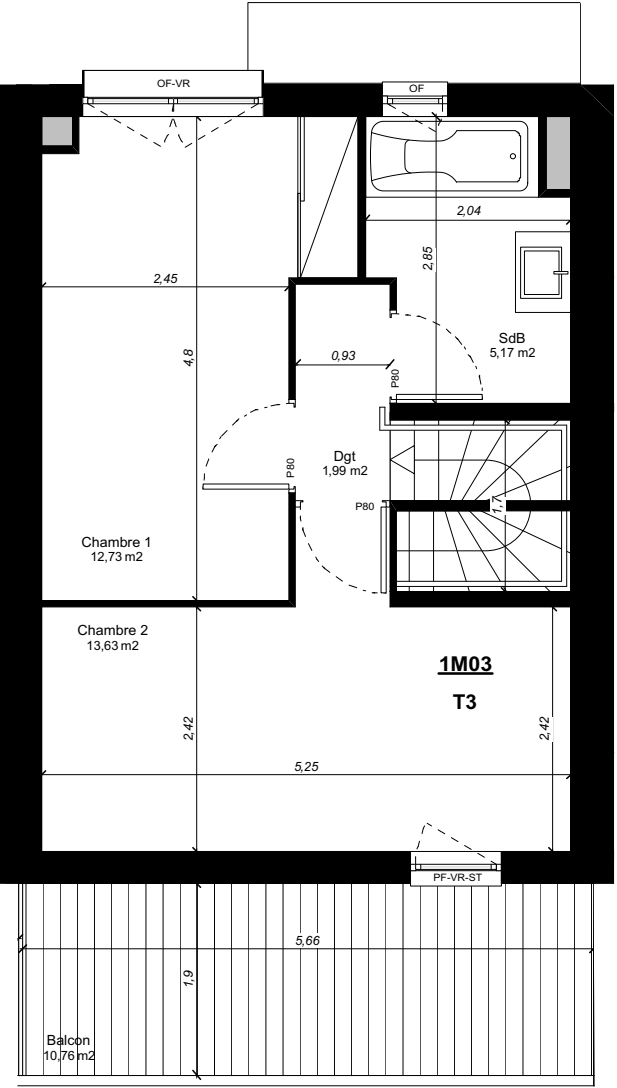 OF-VR
OF
2,04
2,85
2,45
4,8
SdB
5,17 m2
0,93
P80
Dgt
1,99 m2
P80
P80
1,7
Chambre 1
12,73 m2
Chambre 2
13,63 m2
1M03
T3
2,42
2,42
5,25
PF-VR-ST
5,66
1,9
Balcon
10,76 m2